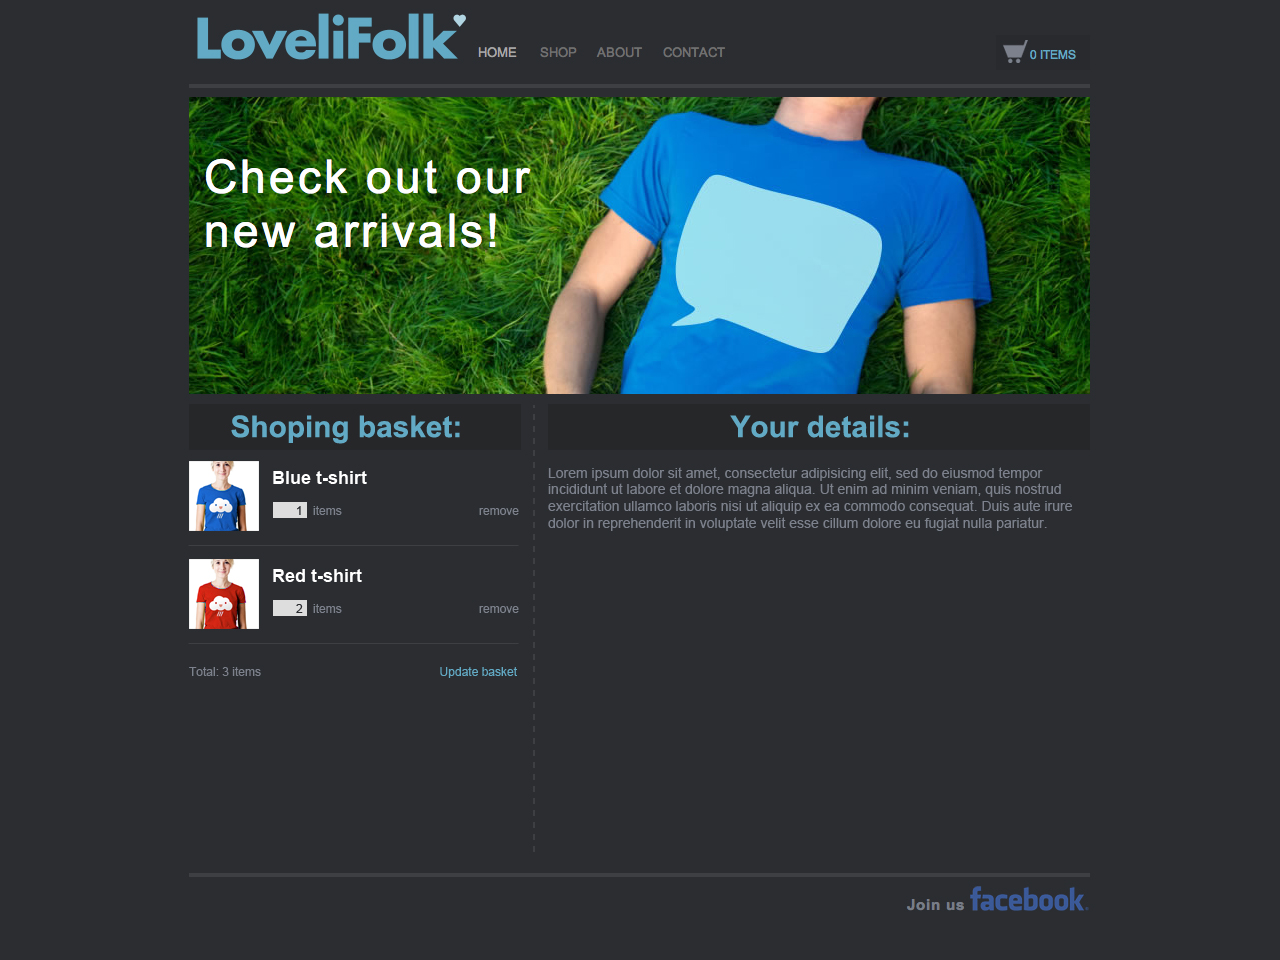 LoveliFolk
HOME SHOP ABOUT CONTACT
0 ITEMS
Check out our
new arrivals!
Shoping basket:
Blue t-shirt
1 items remove
Red t-shirt
2 items remove
Total: 3 items Update basket
Your details:
Lorem ipsum dolor sit amet, consectetur adipisicing elit, sed do eiusmod tempor
incididunt ut labore et dolore magna aliqua. Ut enim ad minim veniam, quis nostrud
exercitation ullamco laboris nisi ut aliquip ex ea commodo consequat. Duis aute irure
dolor in reprehenderit in voluptate velit esse cillum dolore eu fugiat nulla pariatur.
Join us facebook